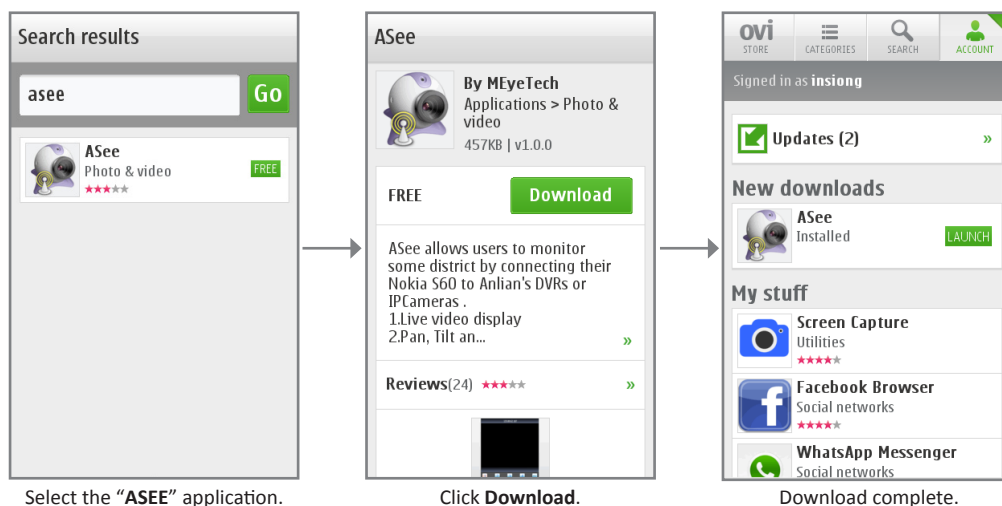 Search results
asee
Go
ASee
Photo & video
FREE
Select the “ASEE” application.
ASee
By MEyeTech
Applications > Photo &
video
457KB | v1.0.0
FREE
Download
ASee allows users to monitor
some district by connecting their
Nokia S60 to Anlian's DVRs or
IPCameras .
1.Live video display
2.Pan, Tilt an...
»
Reviews(24)
»
Click Download.
ovi
STORE
CATEGORIES
SEARCH
ACCOUNT
Signed in as insiong
Updates (2)
»
New downloads
ASee
Installed
LAUNCH
My stuff
Screen Capture
Utilities
Facebook Browser
Social networks
WhatsApp Messenger
Social networks
Download complete.